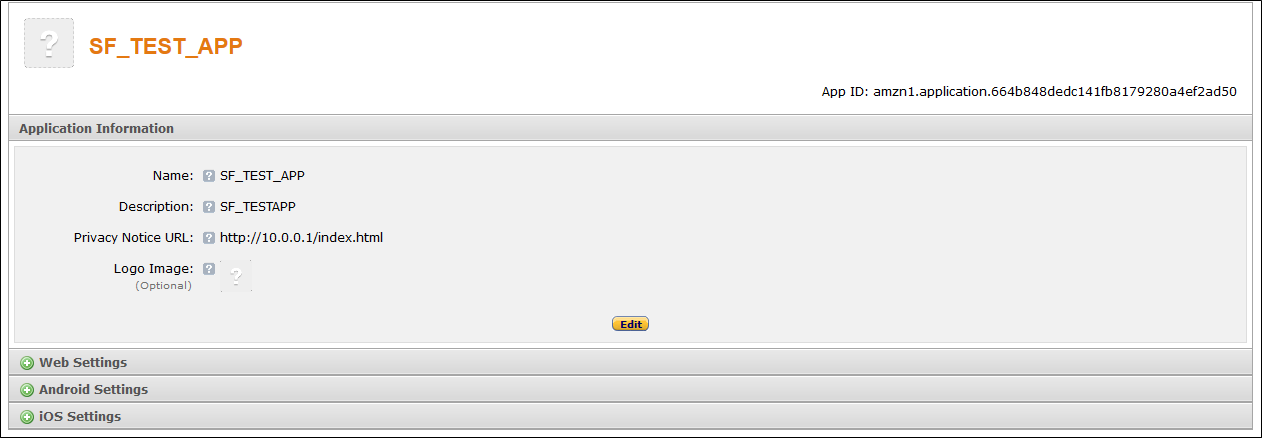 SF_TEST_APP
App ID: amzn1.application.664b848dedc141fb8179280a4ef2ad50
Application Information
Name: ? SF_TEST_APP
Description: ? SF_TESTAPP
Privacy Notice URL: ? http://10.0.0.1/index.html
Logo Image: ? ?
(Optional)
Edit
Web Settings
Android Settings
iOS Settings